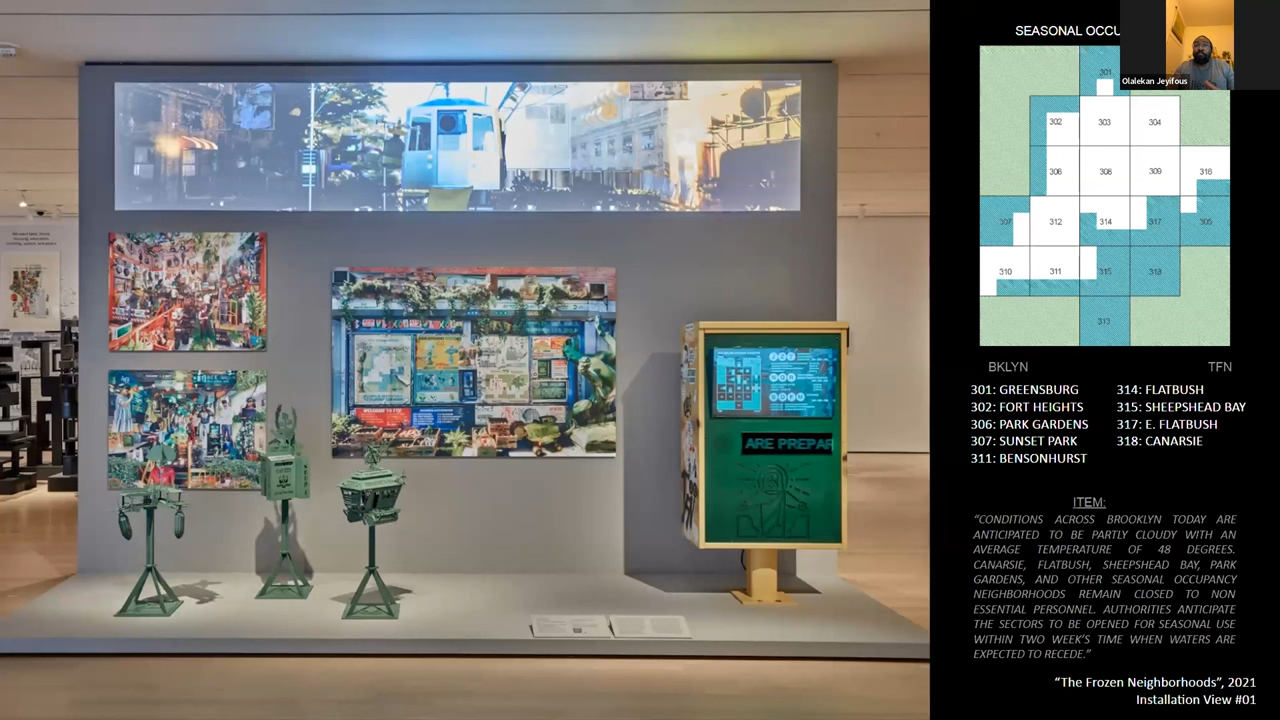 SEASONAL OCCU
Olalekan Jeyifous
301
302
303
304
306
308
309
316
307
312
314
317
305
310
311
315
318
313
BKLYN
TFN
301: GREENSBURG
302: FORT HEIGHTS
306: PARK GARDENS
307: SUNSET PARK
311: BENSONHURST
314: FLATBUSH
315: SHEEPSHEAD BAY
317: E. FLATBUSH
318: CANARSIE
ITEM:
“CONDITIONS ACROSS BROOKLYN TODAY ARE
ANTICIPATED TO BE PARTLY CLOUDY WITH AN
AVERAGE TEMPERATURE OF 48 DEGREES.
CANARSIE, FLATBUSH, SHEEPSHEAD BAY, PARK
GARDENS, AND OTHER SEASONAL OCCUPANCY
NEIGHBORHOODS REMAIN CLOSED TO NON
ESSENTIAL PERSONNEL. AUTHORITIES ANTICIPATE
THE SECTORS TO BE OPENED FOR SEASONAL USE
WITHIN TWO WEEK’S TIME WHEN WATERS ARE
EXPECTED TO RECEDE.”
“The Frozen Neighborhoods”, 2021
Installation View #01
WELCOME TO
ARE PREPAR